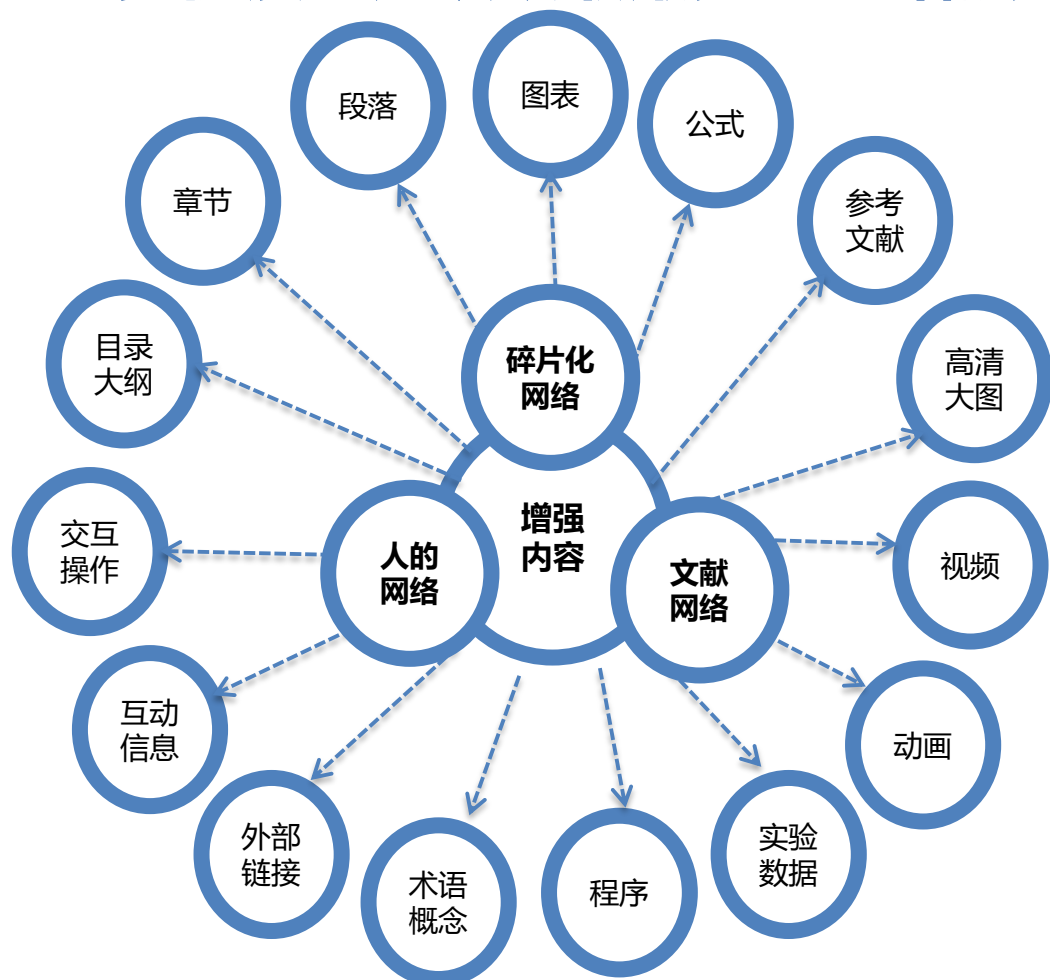 段落
图表
公式
章节
参考
文献
目录
大纲
碎片化
网络
高清
大图
交互
操作
人的
网络
增强
内容
文献
网络
视频
互动
信息
动画
外部
链接
术语
概念
程序
实验
数据